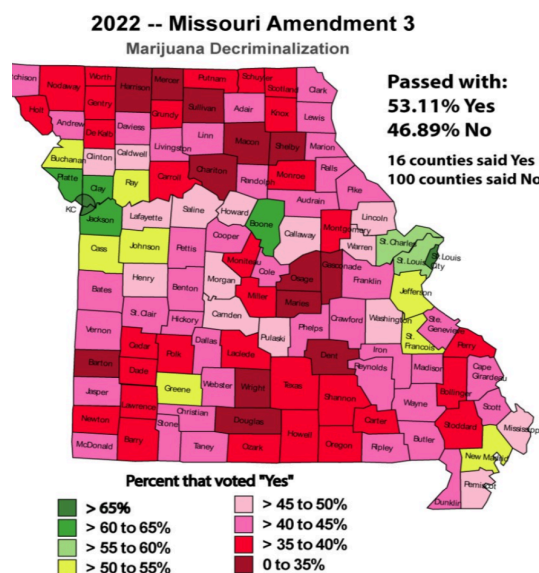 2022 -- Missouri Amendment 3
Marijuana Decriminalization
Passed with:
53.11% Yes
46.89% No
16 counties said Yes
100 counties said No
chison
Nodaway
Worth
Harrison
Mercer
Putnam
Schuyler
Scotland
Clark
Holt
Gentry
Sullivan
Adair
Knox
Lewis
Andrew
De Kalb
Daviess
Grundy
Linn
Macon
Shelby
Marion
Buchanan
Clinton
Caldwell
Livingston
Chariton
Randolph
Monroe
Ralls
Pike
Platte
Clay
Ray
Carroll
Audrain
KC
Jackson
Lafayette
Saline
Howard
Boone
Callaway
Montgomery
Lincoln
Warren
St. Charles
St. Louis
St. Louis
City
Cass
Johnson
Pettis
Cooper
Moniteau
Cole
Osage
Gasconade
Franklin
Jefferson
Bates
Henry
Benton
Morgan
Miller
Maries
Vernon
St. Clair
Hickory
Camden
Pulaski
Phelps
Crawford
Washington
St.
Francois
Ste.
Genevieve
Perry
Barton
Cedar
Polk
Dallas
Laclede
Dent
Iron
Reynolds
Madison
Bollinger
Cape
Girardeau
Jasper
Dade
Greene
Webster
Wright
Texas
Shannon
Wayne
Scott
Lawrence
Christian
Douglas
Carter
Stoddard
Mississippi
Newton
McDonald
Barry
Stone
Taney
Ozark
Howell
Oregon
Ripley
Butler
New Madrid
Dunklin
Pemiscot
Percent that voted "Yes"
> 65%
> 60 to 65%
> 55 to 60%
> 50 to 55%
> 45 to 50%
> 40 to 45%
> 35 to 40%
0 to 35%